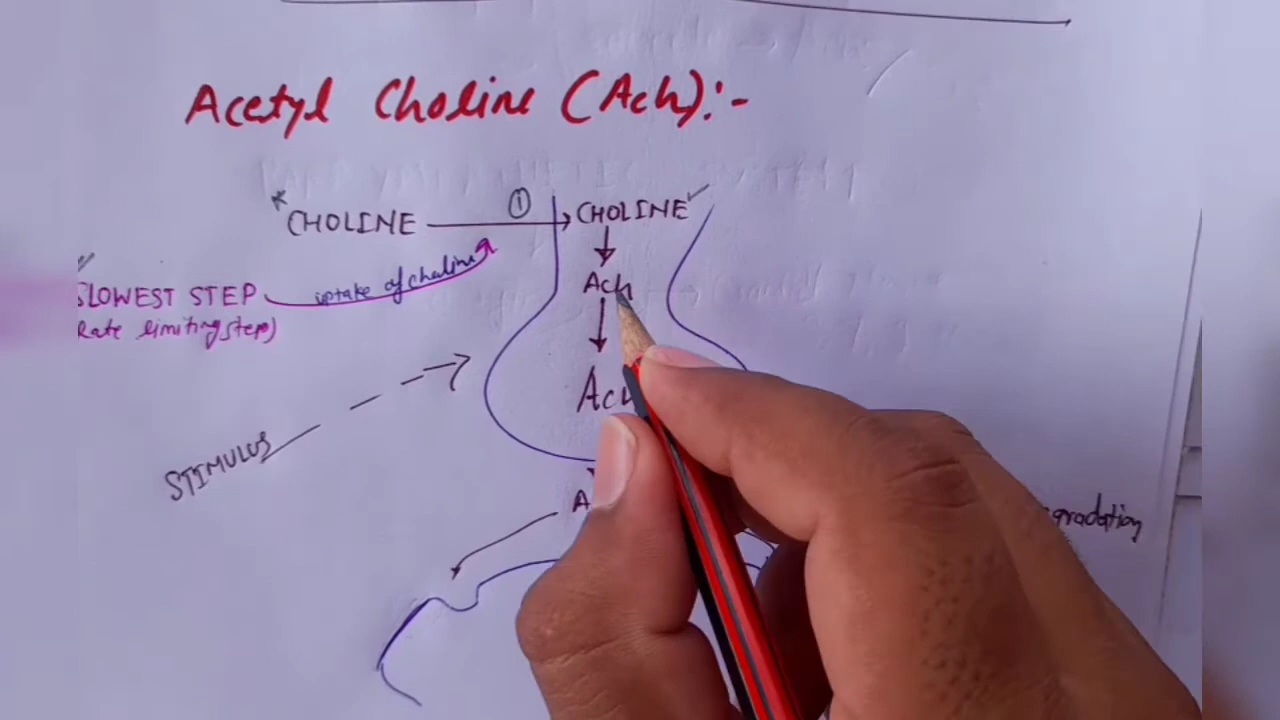 Acetyl Choline (Ach):-
* CHOLINE ① CHOLINE ✓
SLOWEST STEP uptake of choline
Rate limiting step)
Ach
Ach
STIMULUS
A
gradation